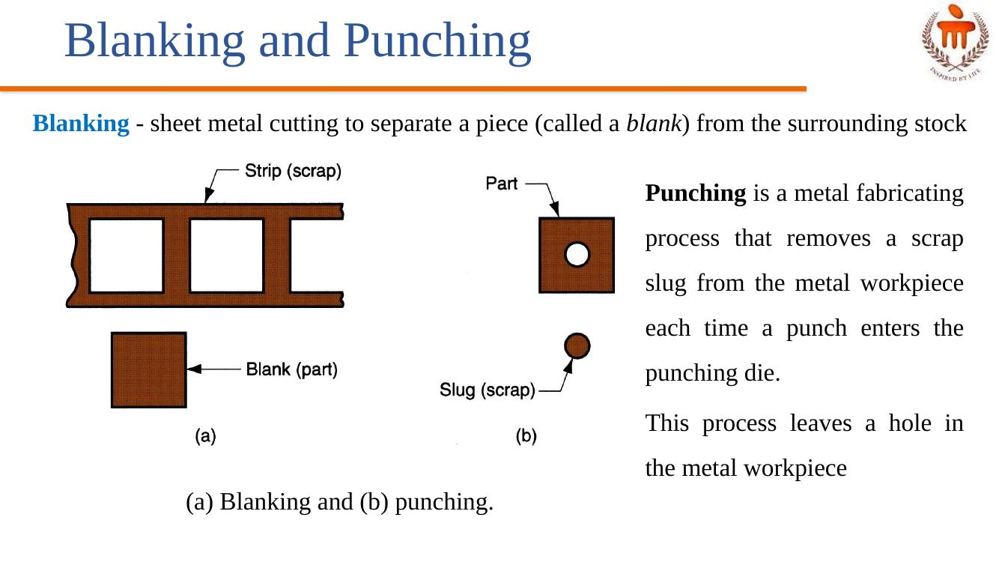 Blanking and Punching
INSPIRED BY LIFE
Blanking - sheet metal cutting to separate a piece (called a blank) from the surrounding stock
Strip (scrap)
Blank (part)
(a)
Part
Slug (scrap)
(b)
(a) Blanking and (b) punching.
Punching is a metal fabricating
process that removes a scrap
slug from the metal workpiece
each time a punch enters the
punching die.
This process leaves a hole in
the metal workpiece